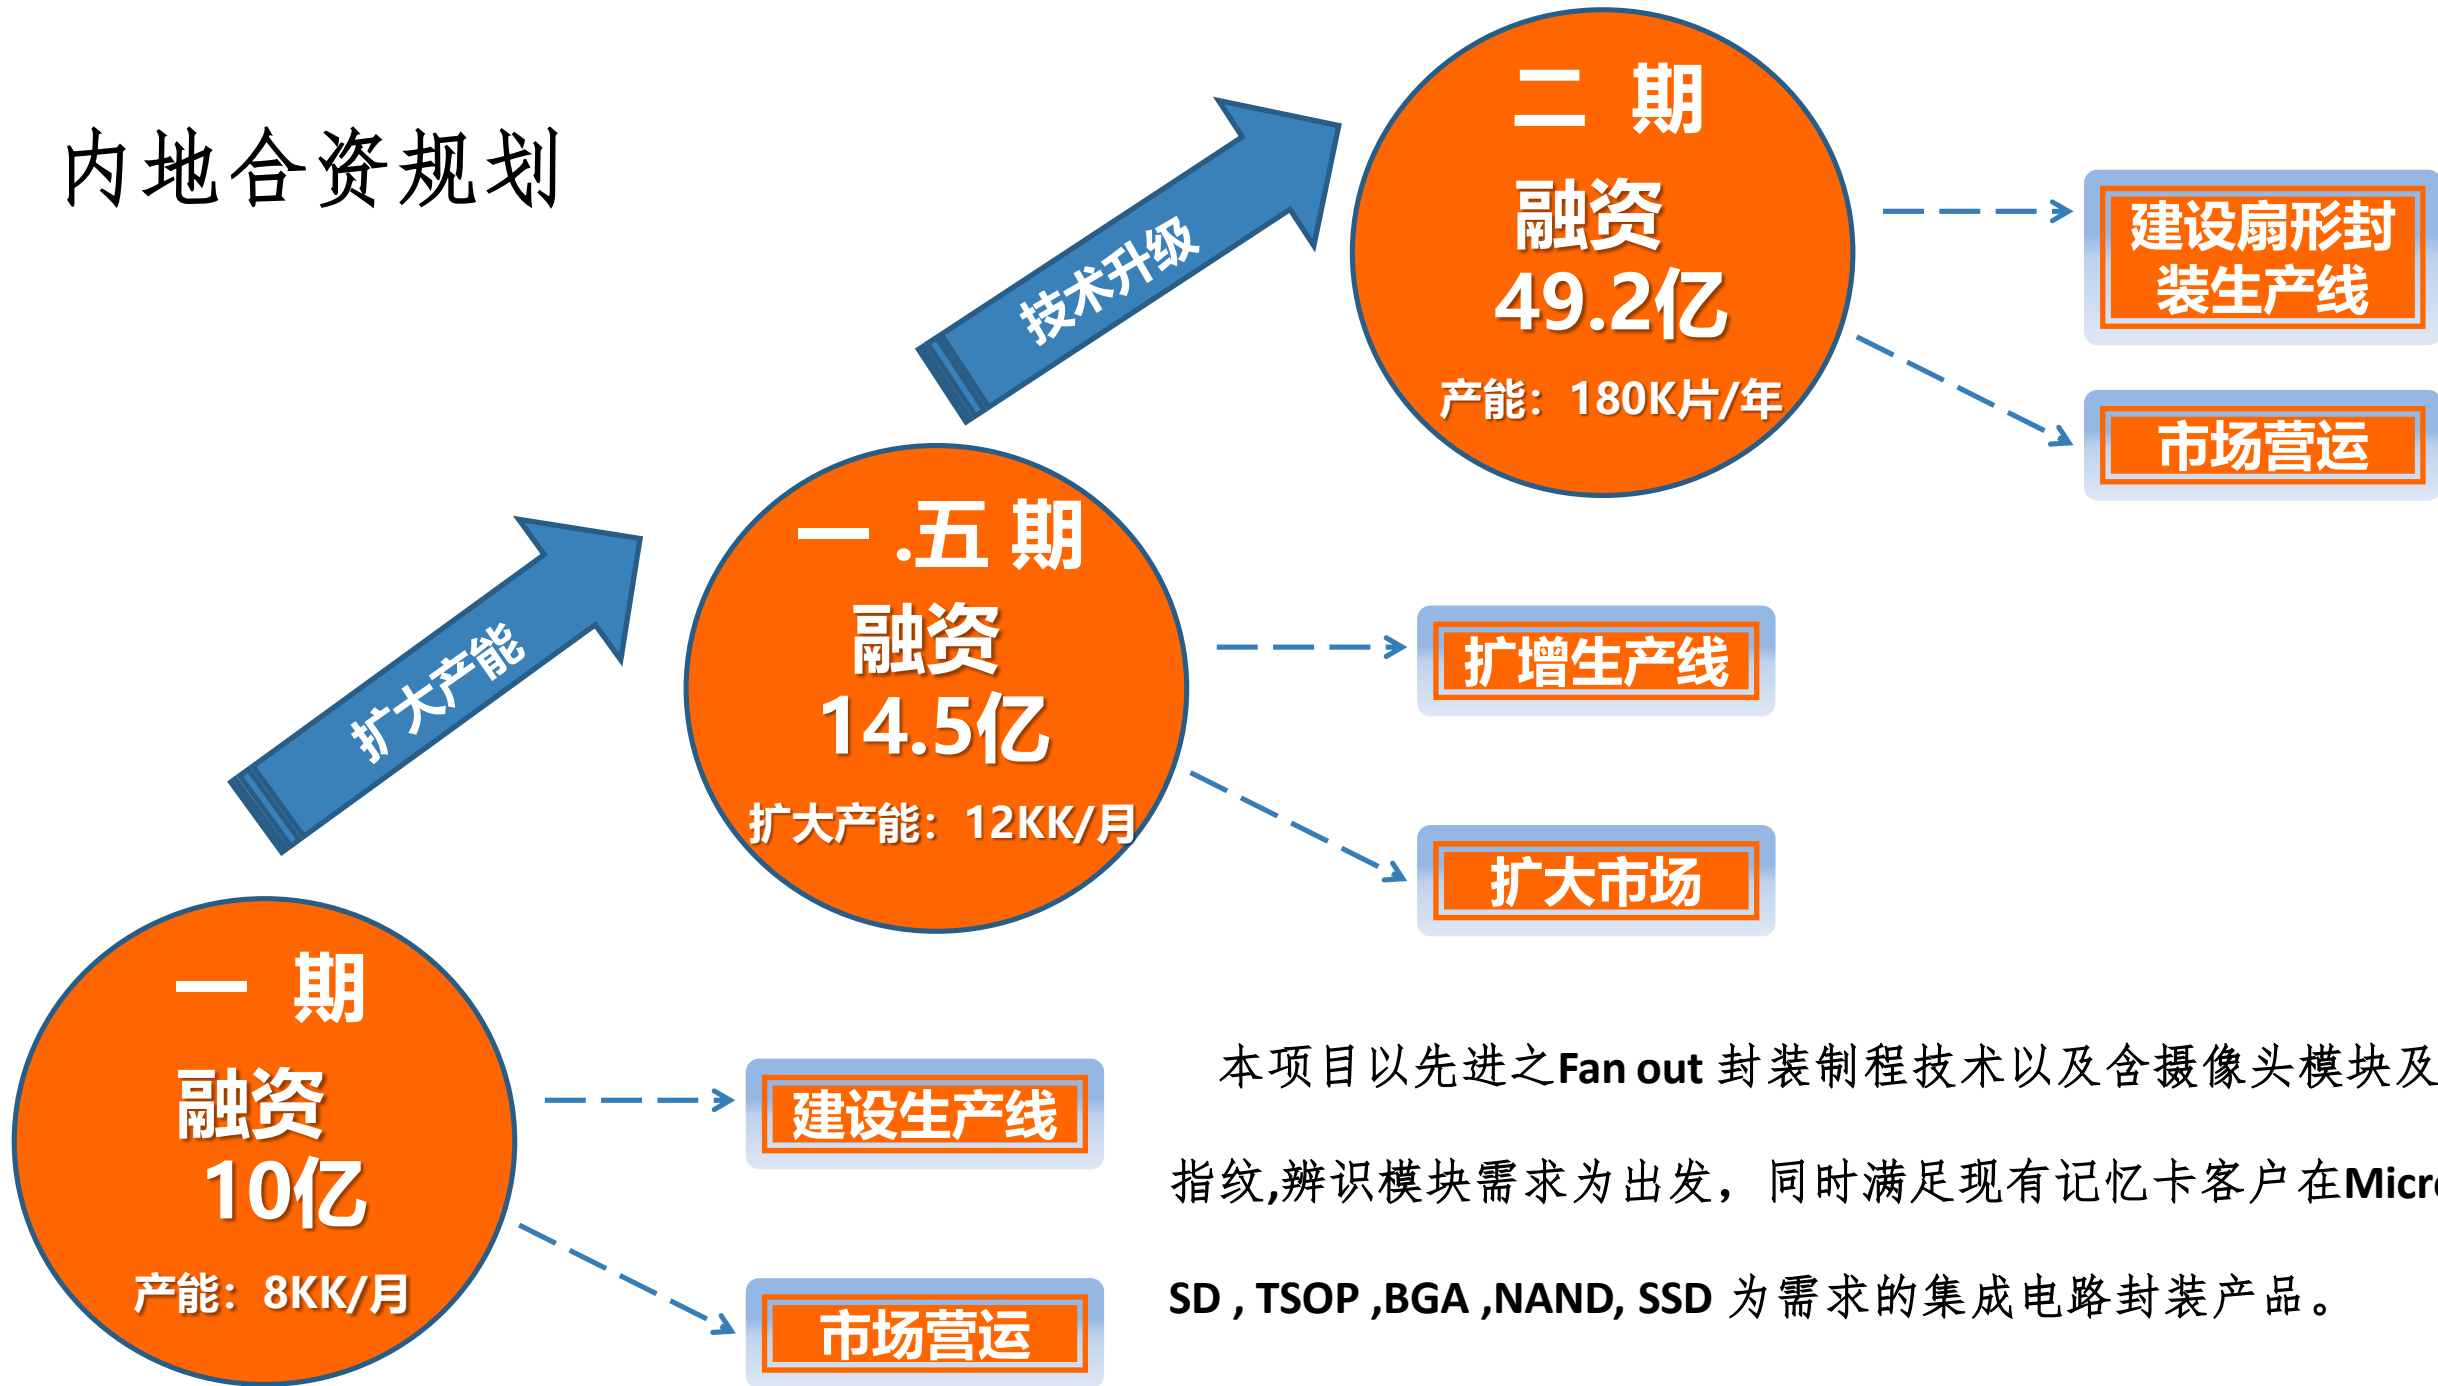 内地合资规划
二 期
融资
49.2亿
产能：180K片/年
建设扇形封
装生产线
市场营运
技术升级
一.五 期
融资
14.5亿
扩大产能：12KK/月
扩增生产线
扩大市场
扩大产能
一 期
融资
10亿
产能：8KK/月
建设生产线
市场营运
本项目以先进之Fan out 封装制程技术以及含摄像头模块及
指纹,辨识模块需求为出发，同时满足现有记忆卡客户在Micr
SD , TSOP ,BGA ,NAND, SSD 为需求的集成电路封装产品。